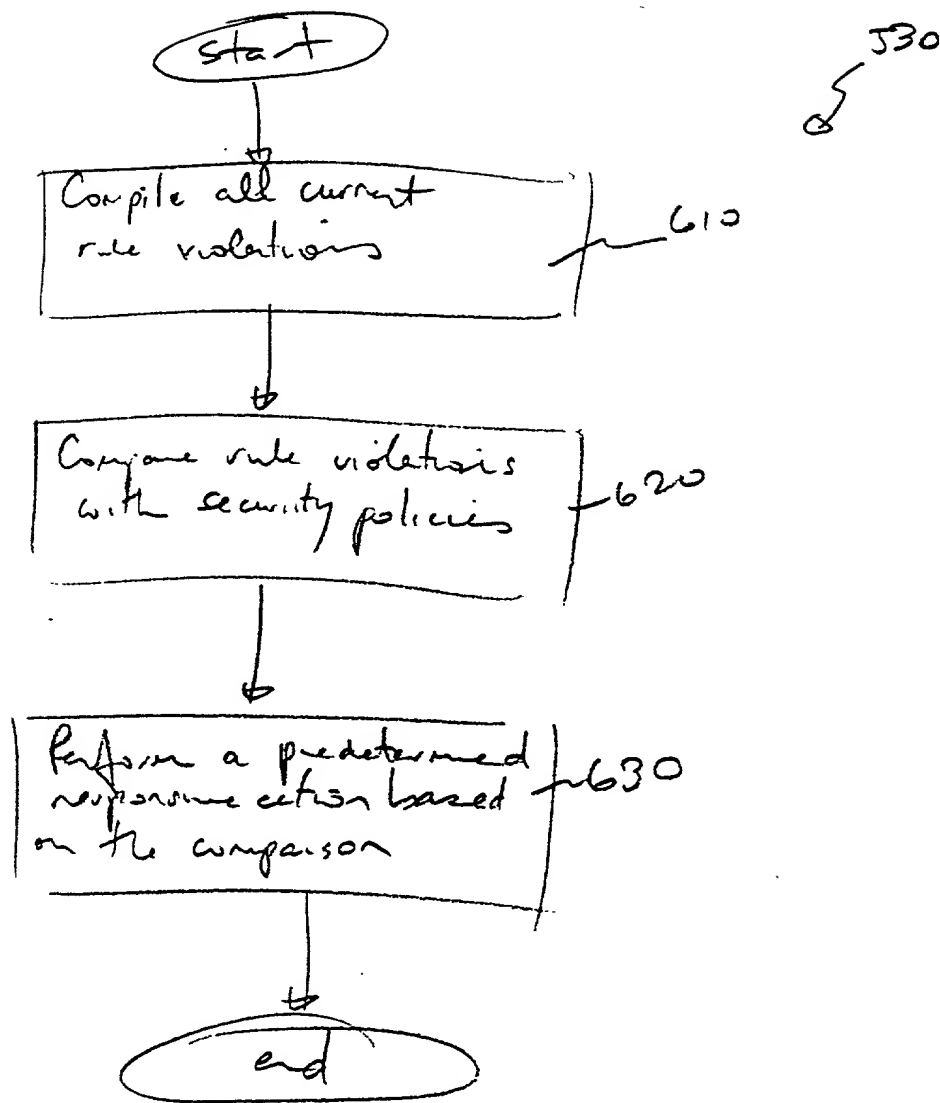 start
530
Compile all current
rule violations
610
Compare rule violations
with security policies
620
Perform a predetermined
responsive action based
on the comparison
630
end